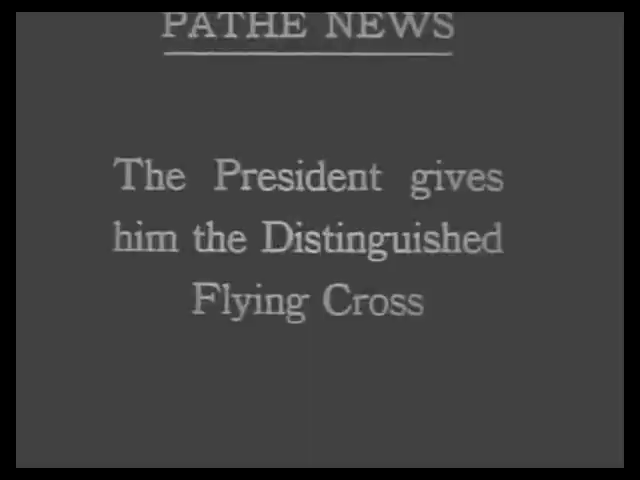 PATHE NEWS
The President gives
him the Distinguished
Flying Cross